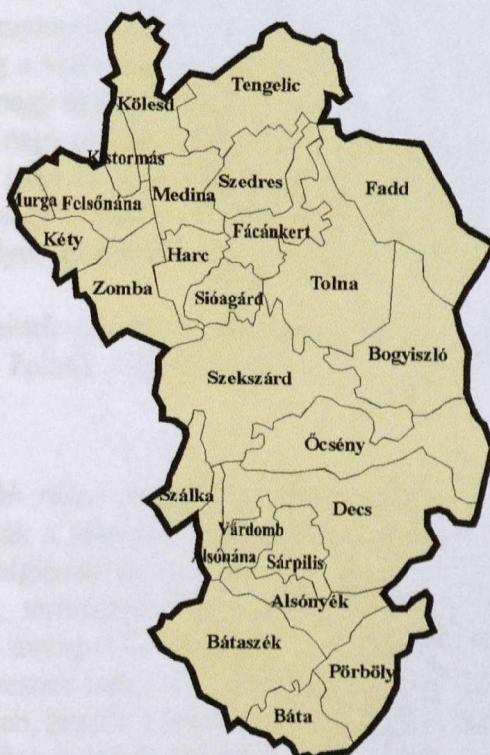 Kölesd
Tengelic
Kistormás
Szedres
Fadd
Murga
Felsőnána
Medina
Fácánkert
Kéty
Harc
Zomba
Sióagárd
Tolna
Bogyiszló
Szekszárd
Őcsény
Szálka
Decs
Várdomb
Alsónána
Sárpilis
Alsónyék
Bátaszék
Pörböly
Báta